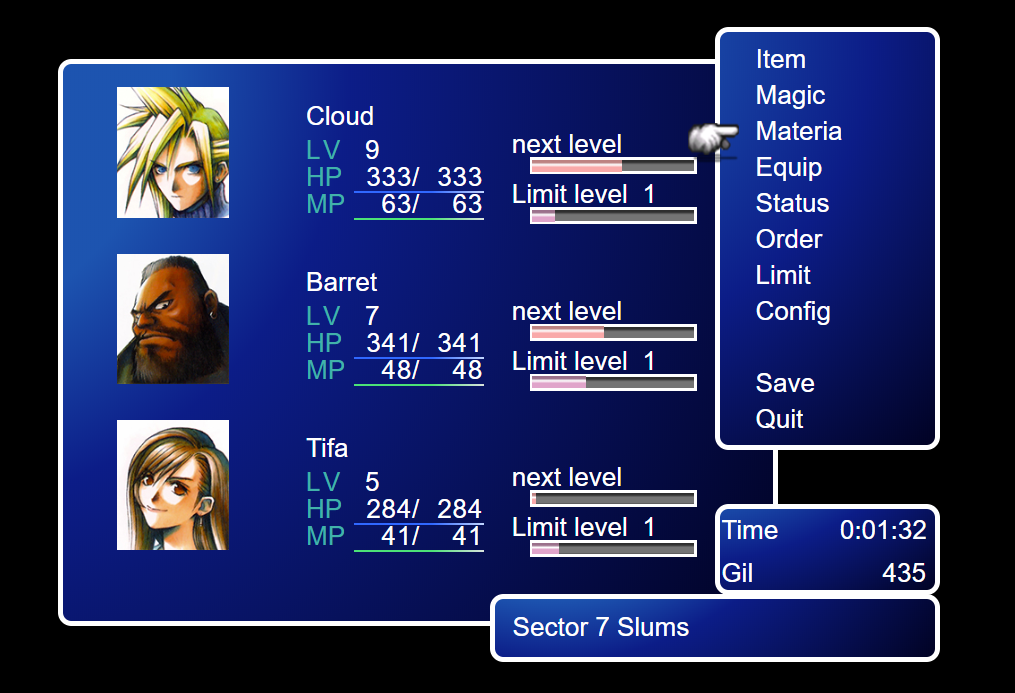 Cloud
LV 9
HP 333/ 333
MP 63/ 63
next level
Limit level 1
Barret
LV 7
HP 341/ 341
MP 48/ 48
next level
Limit level 1
Tifa
LV 5
HP 284/ 284
MP 41/ 41
next level
Limit level 1
Item
Magic
Materia
Equip
Status
Order
Limit
Config
Save
Quit
Time 0:01:32
Gil 435
Sector 7 Slums